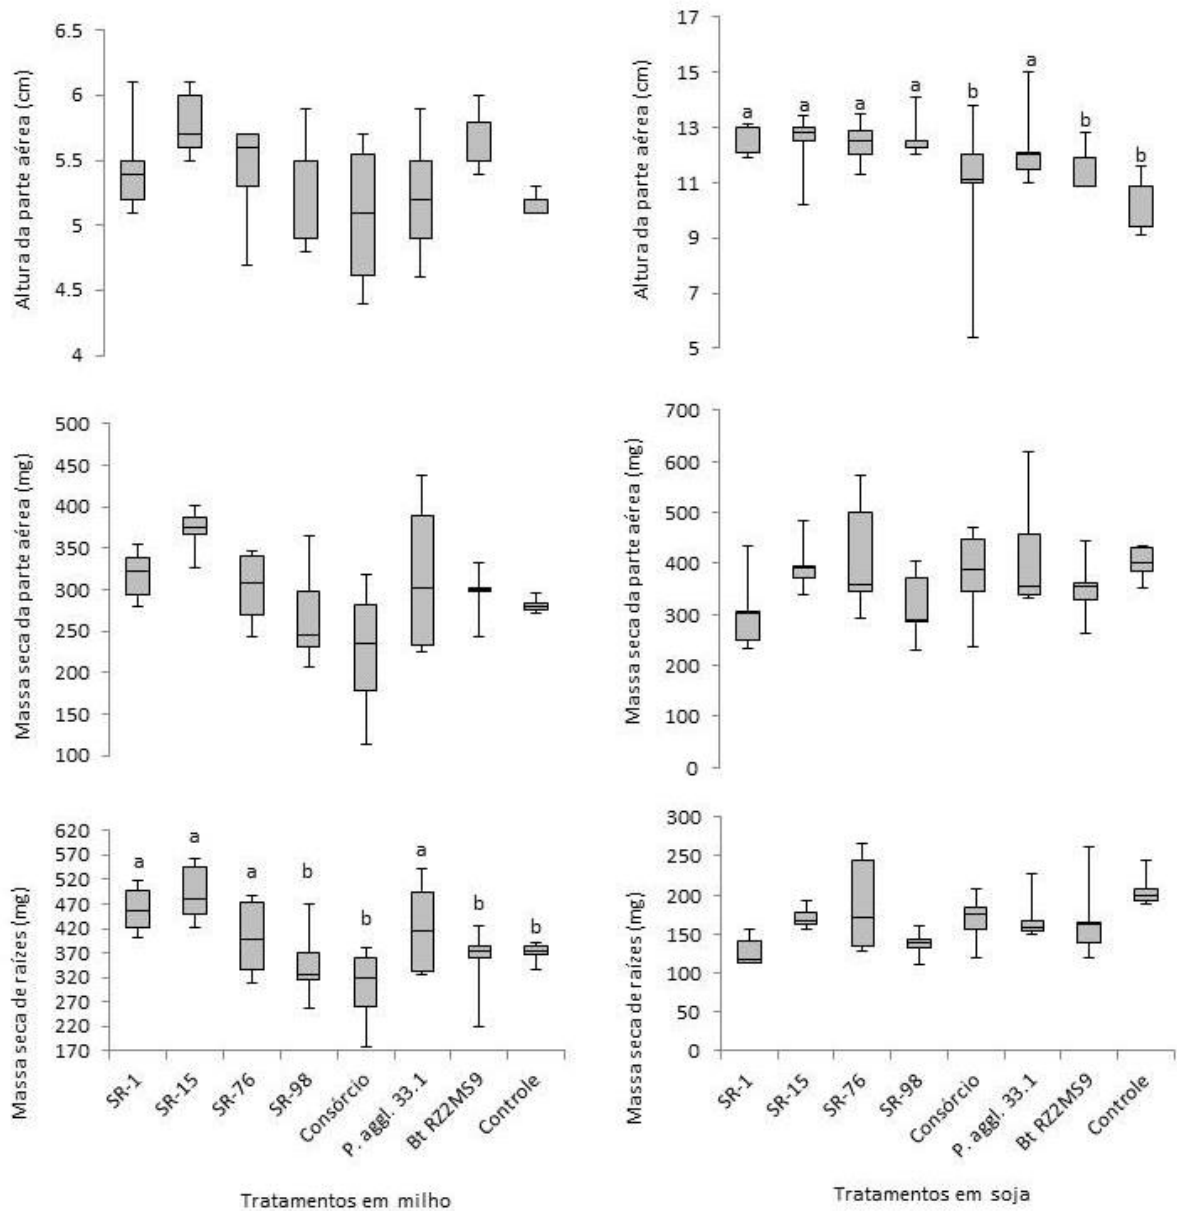 Altura da parte aérea (cm)
6.5
6
5.5
5
4.5
4
Altura da parte aérea (cm)
17
15
13
11
9
7
5
a
a
a
a
b
a
b
b
Massa seca da parte aérea (mg)
500
450
400
350
300
250
200
150
100
Massa seca da parte aérea (mg)
700
600
500
400
300
200
100
0
Massa seca de raízes (mg)
620
570
520
470
420
370
320
270
220
170
a
a
a
b
b
a
b
b
SR-1
SR-15
SR-76
SR-98
Consórcio
P. aggl. 33.1
Bt RZ2MS9
Controle
Tratamentos em milho
Massa seca de raízes (mg)
300
250
200
150
100
50
0
SR-1
SR-15
SR-76
SR-98
Consórcio
P. aggl. 33.1
Bt RZ2MS9
Controle
Tratamentos em soja